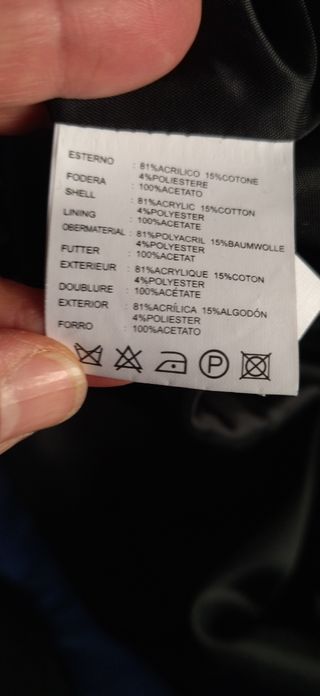 ESTERNO : 81%ACRILICO 15%COTONE
4%POLIESTERE
FODERA : 100%ACETATO
SHELL : 81%ACRYLIC 15%COTTON
4%POLYESTER
LINING : 100%ACETATE
OBERMATERIAL : 81%POLYACRIL 15%BAUMWOLLE
4%POLYESTER
FUTTER : 100%ACETAT
EXTERIEUR : 81%ACRYLIQUE 15%COTON
4%POLYESTER
DOUBLURE : 100%ACÉTATE
EXTERIOR : 81%ACRÍLICA 15%ALGODÓN
4%POLIESTER
FORRO : 100%ACETATO
P